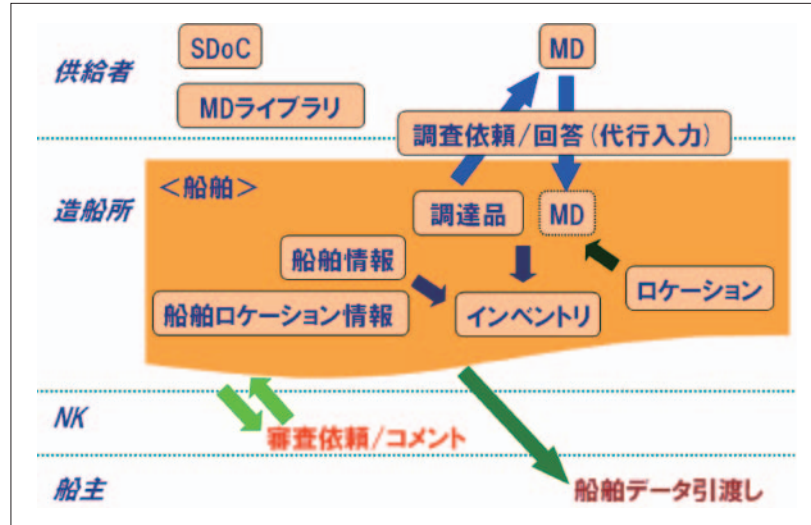 供給者
SDoC
MD
MDライブラリ
調査依頼/回答(代行入力)
造船所
<船舶>
調達品
MD
船舶情報
ロケーション
船舶ロケーション情報
インベントリ
NK
審査依頼/コメント
船主
船舶データ引渡し